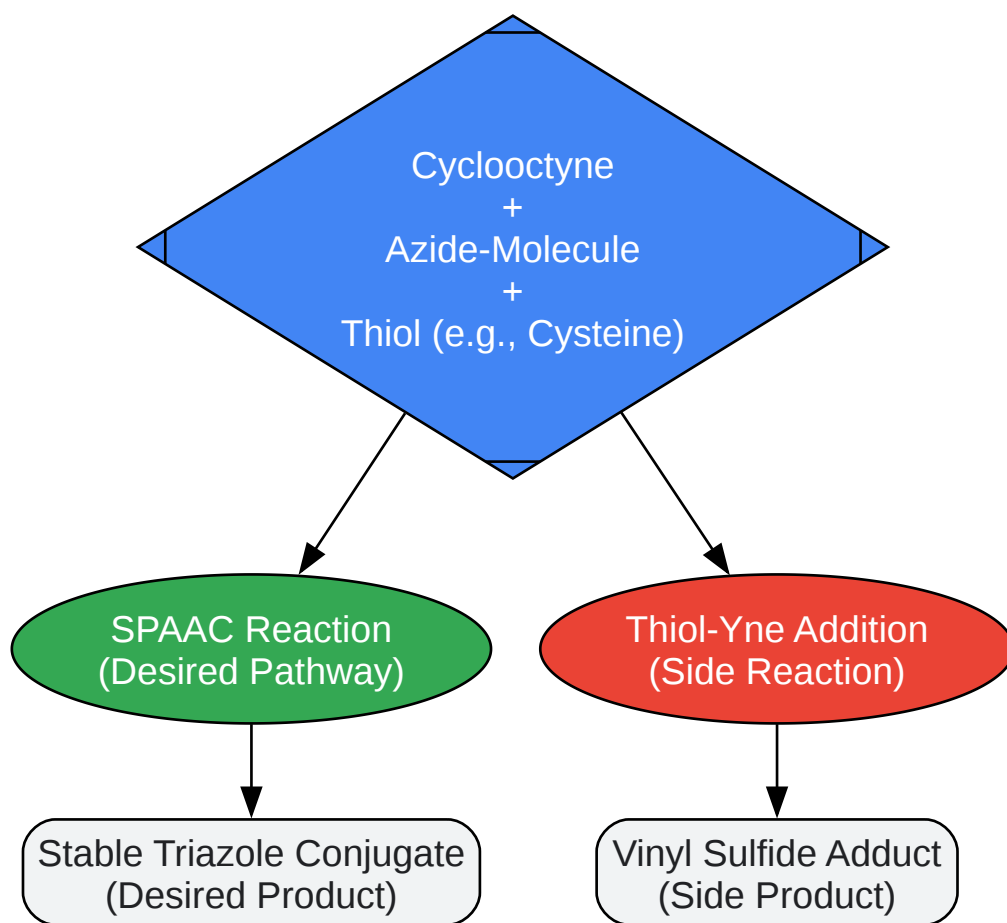 Cyclooctyne
+
Azide-Molecule
+
Thiol (e.g., Cysteine)
SPAAC Reaction
(Desired Pathway)
Thiol-Yne Addition
(Side Reaction)
Stable Triazole Conjugate
(Desired Product)
Vinyl Sulfide Adduct
(Side Product)